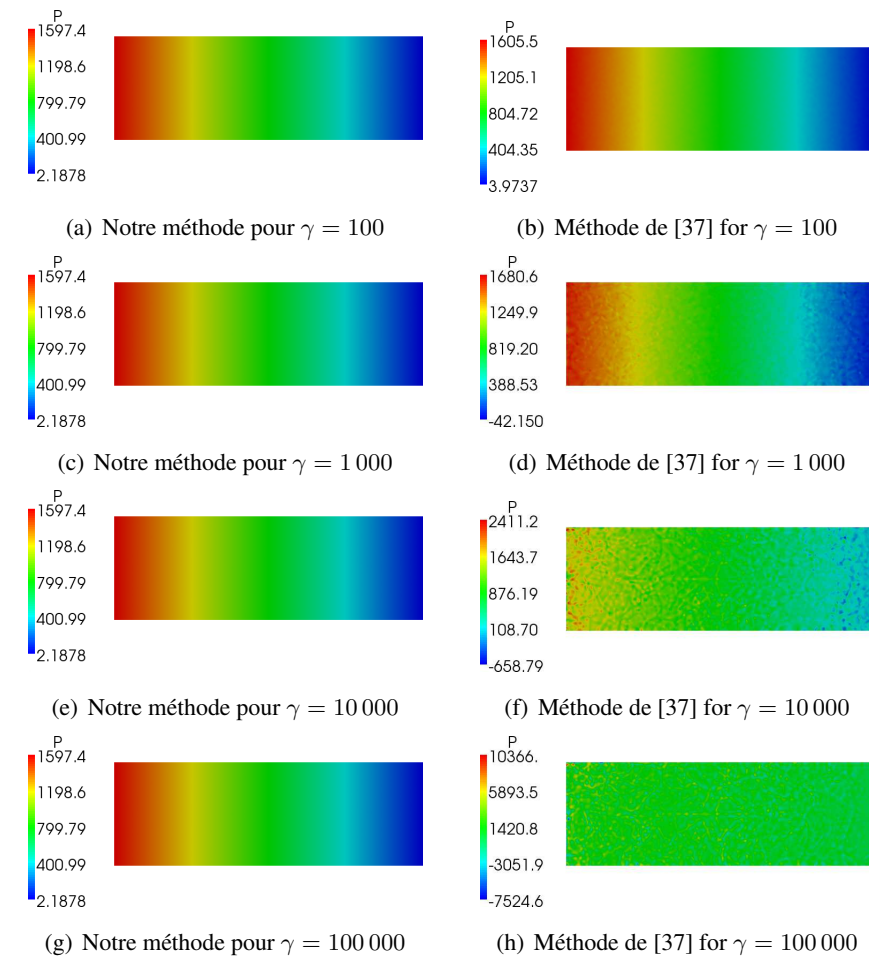 P
1597.4
1198.6
799.79
400.99
2.1878
(a) Notre méthode pour γ = 100
P
1605.5
1205.1
804.72
404.35
3.9737
(b) Méthode de [37] for γ = 100
P
1597.4
1198.6
799.79
400.99
2.1878
(c) Notre méthode pour γ = 1 000
P
1680.6
1249.9
819.20
388.53
-42.150
(d) Méthode de [37] for γ = 1 000
P
1597.4
1198.6
799.79
400.99
2.1878
(e) Notre méthode pour γ = 10 000
P
2411.2
1643.7
876.19
108.70
-658.79
(f) Méthode de [37] for γ = 10 000
P
1597.4
1198.6
799.79
400.99
2.1878
(g) Notre méthode pour γ = 100 000
P
10366.
5893.5
1420.8
-3051.9
-7524.6
(h) Méthode de [37] for γ = 100 000